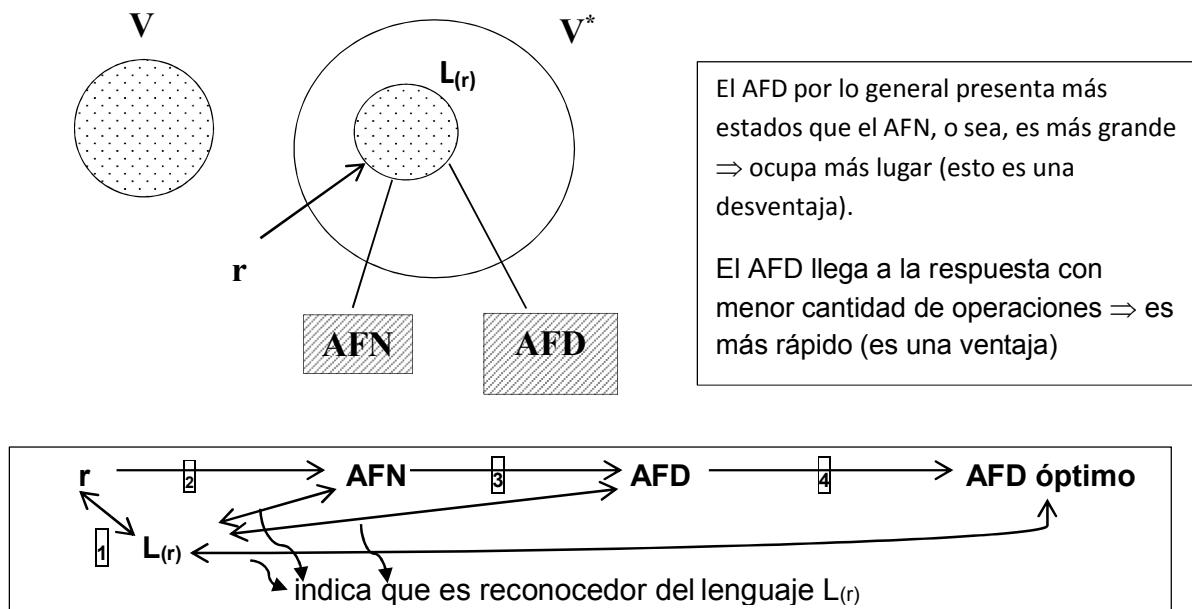 V
V*
L(r)
r
AFN
AFD
El AFD por lo general presenta más
estados que el AFN, o sea, es más grande
⇒ ocupa más lugar (esto es una
desventaja).
El AFD llega a la respuesta con
menor cantidad de operaciones ⇒ es
más rápido (es una ventaja)
r 2 AFN 3 AFD 4 AFD óptimo
1 L(r)
indica que es reconocedor del lenguaje L(r)